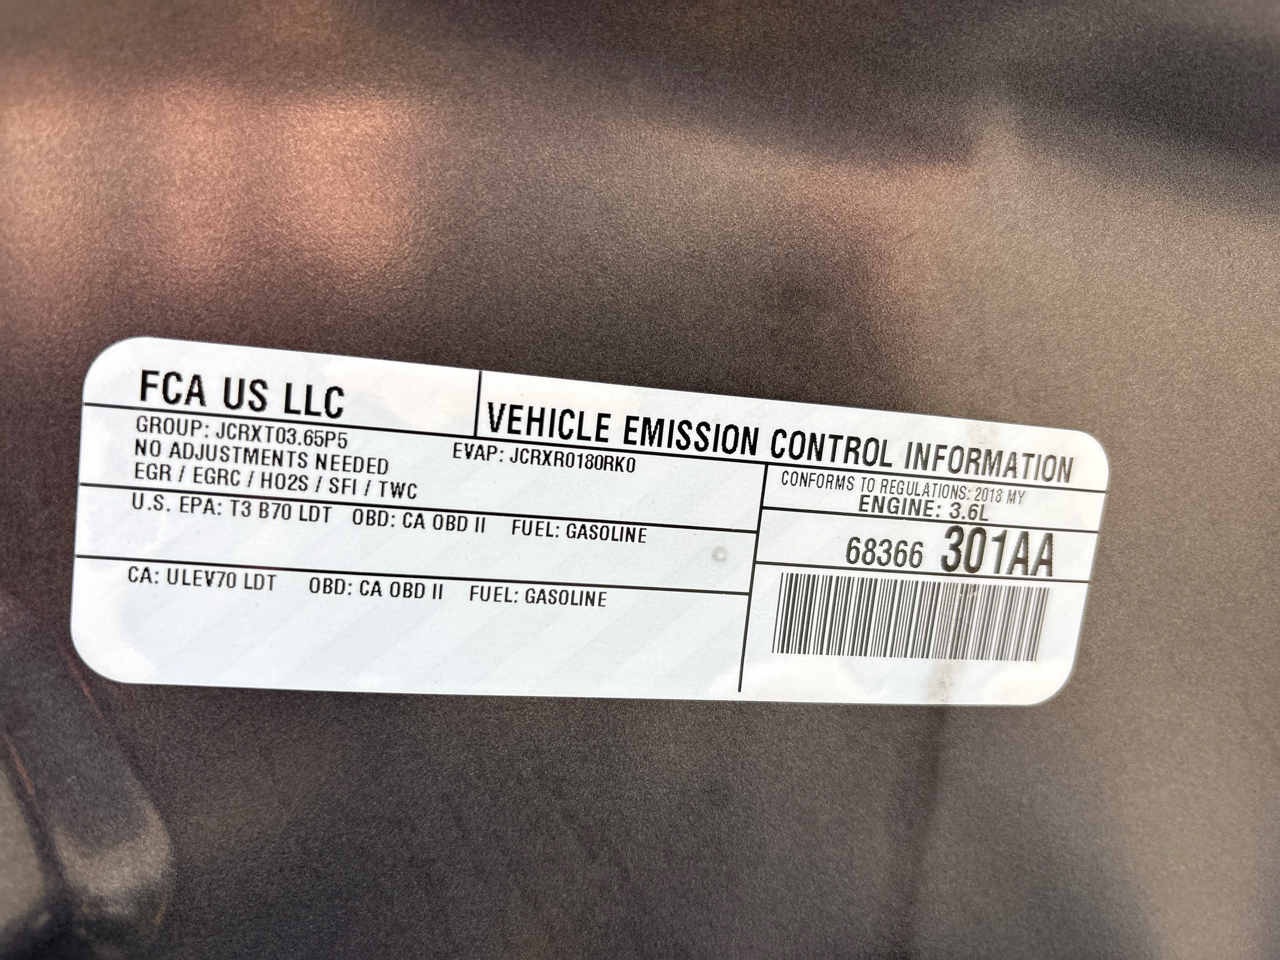 FCA US LLC
VEHICLE EMISSION CONTROL INFORMATION
GROUP: JCRXT03.65P5
EVAP: JCRXR0180RK0
NO ADJUSTMENTS NEEDED
EGR / EGRC / HO2S / SFI / TWC
CONFORMS TO REGULATIONS: 2018 MY
ENGINE: 3.6L
U.S. EPA: T3 B70 LDT OBD: CA OBD II FUEL: GASOLINE
68366 301AA
CA: ULEV70 LDT OBD: CA OBD II FUEL: GASOLINE